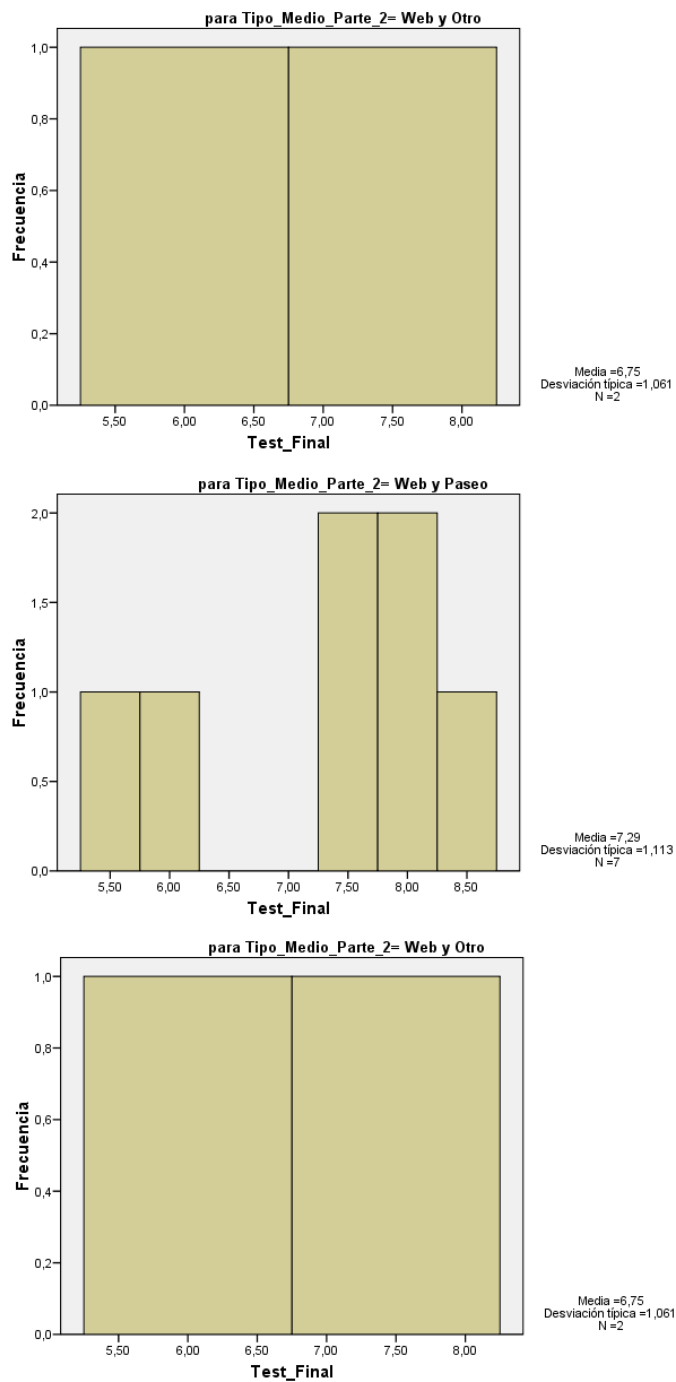 para Tipo_Medio_Parte_2= Web y Otro
1,0
0,8
0,6
0,4
0,2
0,0
Frecuencia
5,50 6,00 6,50 7,00 7,50 8,00
Test_Final
Media =6,75
Desviación típica =1,061
N =2
para Tipo_Medio_Parte_2= Web y Paseo
2,0
1,5
1,0
0,5
0,0
Frecuencia
5,50 6,00 6,50 7,00 7,50 8,00 8,50
Test_Final
Media =7,29
Desviación típica =1,113
N =7
para Tipo_Medio_Parte_2= Web y Otro
1,0
0,8
0,6
0,4
0,2
0,0
Frecuencia
5,50 6,00 6,50 7,00 7,50 8,00
Test_Final
Media =6,75
Desviación típica =1,061
N =2